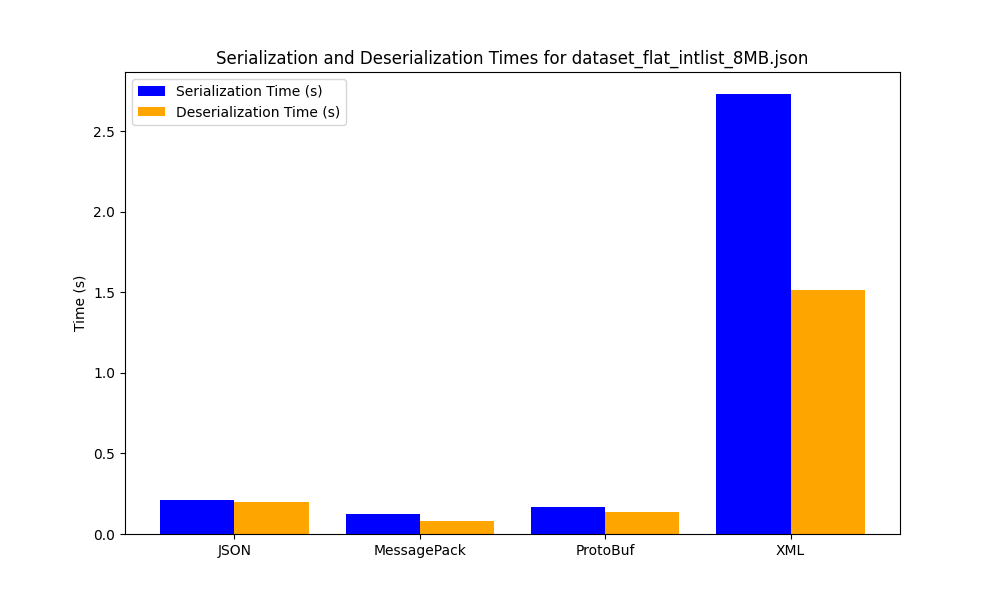 Serialization and Deserialization Times for dataset_flat_intlist_8MB.json
Serialization Time (s)
Deserialization Time (s)
Time (s)
2.5
2.0
1.5
1.0
0.5
0.0
JSON
MessagePack
ProtoBuf
XML